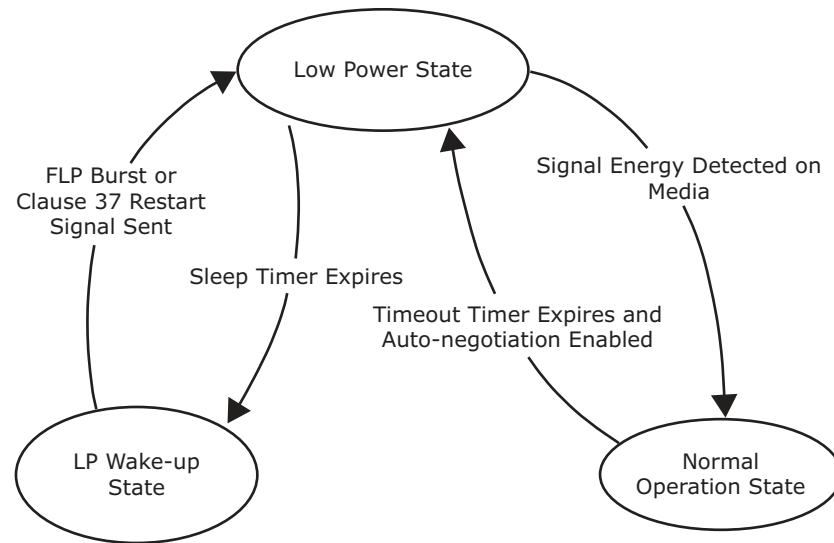 Low Power State
FLP Burst or
Clause 37 Restart
Signal Sent
Signal Energy Detected on
Media
Sleep Timer Expires
Timeout Timer Expires and
Auto-negotiation Enabled
LP Wake-up
State
Normal
Operation State